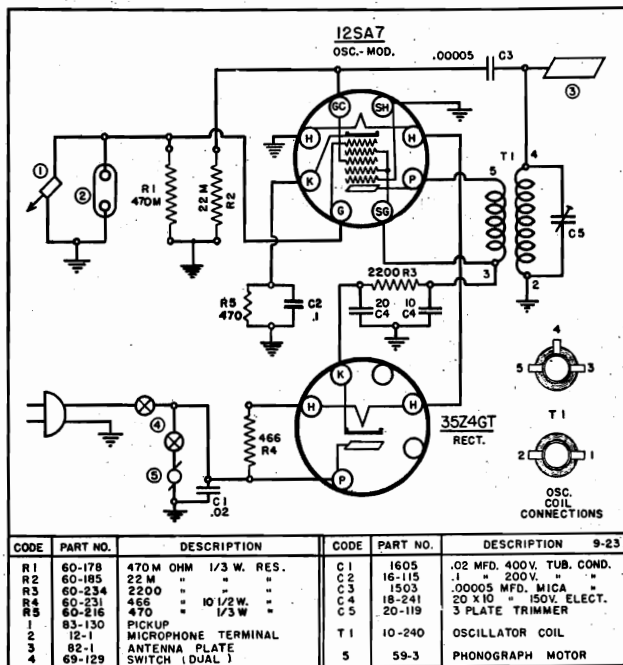 12SA7
OSC.-MOD.
.00005 C3
3
GC
SH
H
H
K
P
G
SG
1
2
R1
470M
22 M
R2
T1
4
5
C5
3
2
2200 R3
20
C4
10
C4
R5
470
C2
.1
K
H
H
P
35Z4GT
RECT.
466
R4
4
5
C1
.02
4
5
3
T1
2
1
OSC.
COIL
CONNECTIONS
CODE PART NO. DESCRIPTION
R1 60-178 470 M OHM 1/3 W. RES.
R2 60-185 22 M " " "
R3 60-234 2200 " " "
R4 60-231 466 " 10 1/2 W. "
R5 60-216 470 " 1/3 W "
1 83-130 PICKUP
2 12-1 MICROPHONE TERMINAL
3 82-1 ANTENNA PLATE
4 69-129 SWITCH (DUAL)
CODE PART NO. DESCRIPTION 9-23
C1 1605 .02 MFD. 400V. TUB. COND.
C2 16-115 .1 " 200V. " "
C3 1503 .00005 MFD. MICA "
C4 18-241 20 X 10 " 150V. ELECT.
C5 20-119 3 PLATE TRIMMER
T1 10-240 OSCILLATOR COIL
5 59-3 PHONOGRAPH MOTOR